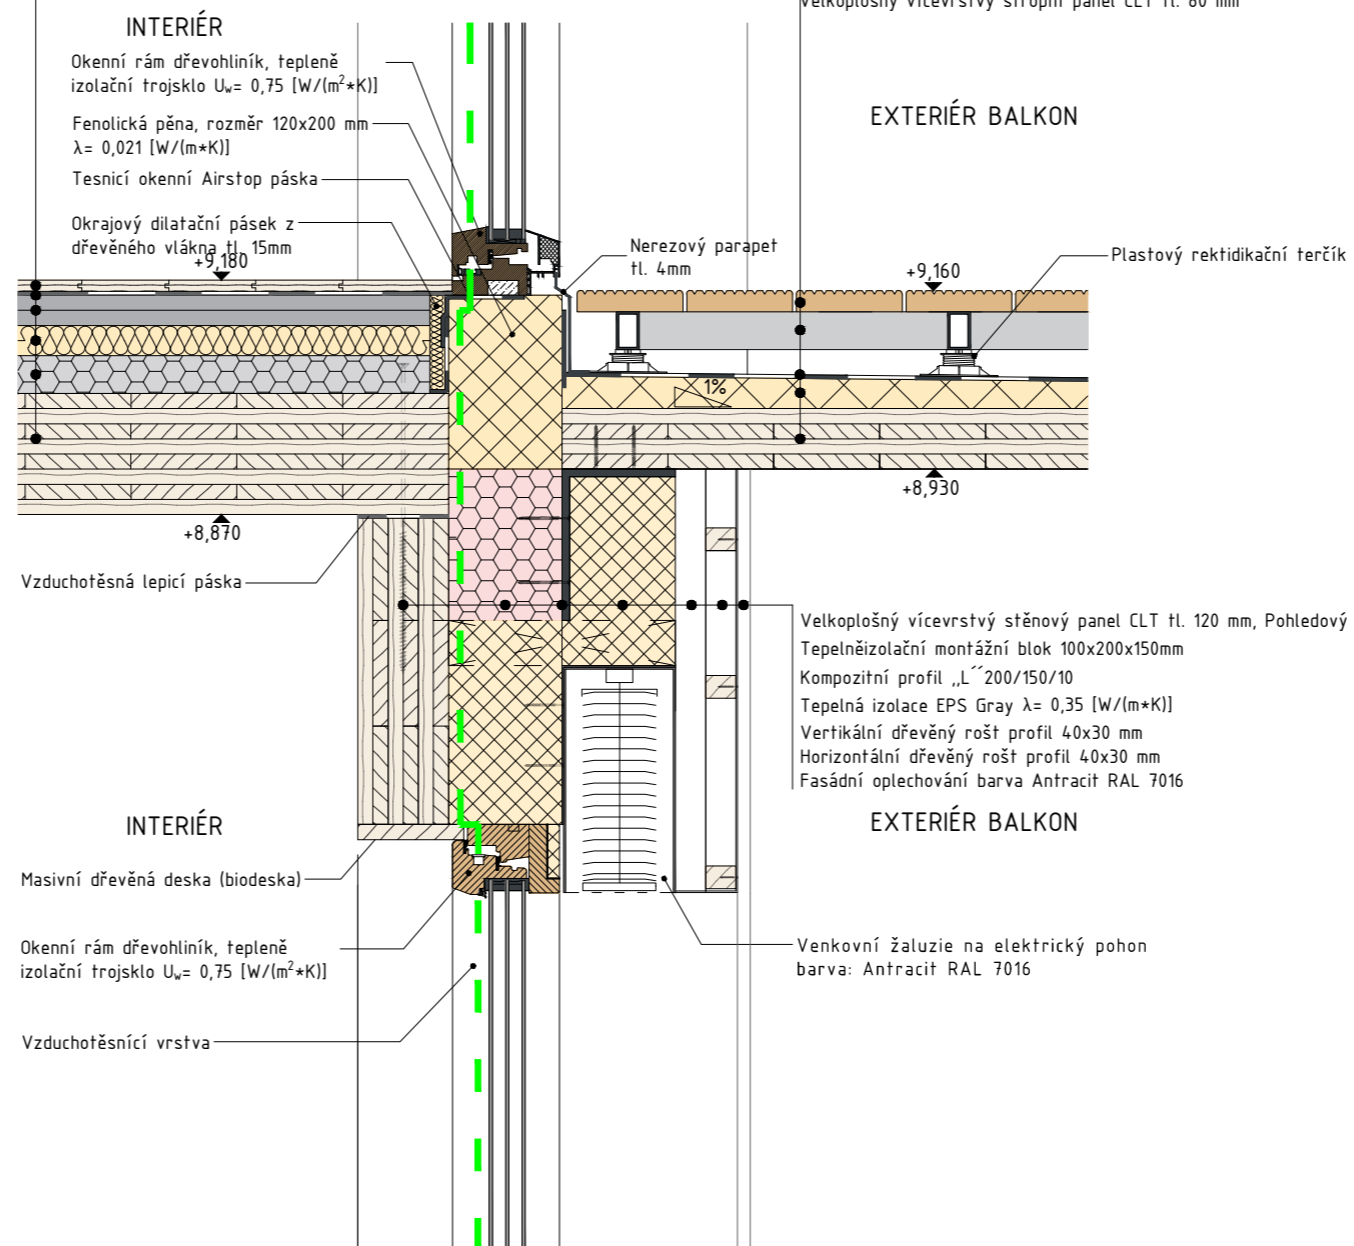 Velkoplošný vícevrstvý stropní panel CLT tl. 80 mm
INTERIÉR
Okenní rám dřevohliník, tepleně
izolační trojsklo Uw= 0,75 [W/(m²*K)]
Fenolická pěna, rozměr 120x200 mm
λ= 0,021 [W/(m*K)]
Tesnicí okenní Airstop páska
Okrajový dilatační pásek z
dřevěného vlákna tl. 15mm
+9,180
EXTERIÉR BALKON
Nerezový parapet
tl. 4mm
Plastový rektidikační terčík
+9,160
1%
+8,930
+8,870
Vzduchotěsná lepicí páska
Velkoplošný vícevrstvý stěnový panel CLT tl. 120 mm, Pohledový
Tepelněizolační montážní blok 100x200x150mm
Kompozitní profil ,,L´´ 200/150/10
Tepelná izolace EPS Gray λ= 0,35 [W/(m*K)]
Vertikální dřevěný rošt profil 40x30 mm
Horizontální dřevěný rošt profil 40x30 mm
Fasádní oplechování barva Antracit RAL 7016
INTERIÉR
EXTERIÉR BALKON
Masivní dřevěná deska (biodeska)
Okenní rám dřevohliník, tepleně
izolační trojsklo Uw= 0,75 [W/(m²*K)]
Venkovní žaluzie na elektrický pohon
barva: Antracit RAL 7016
Vzduchotěsnící vrstva